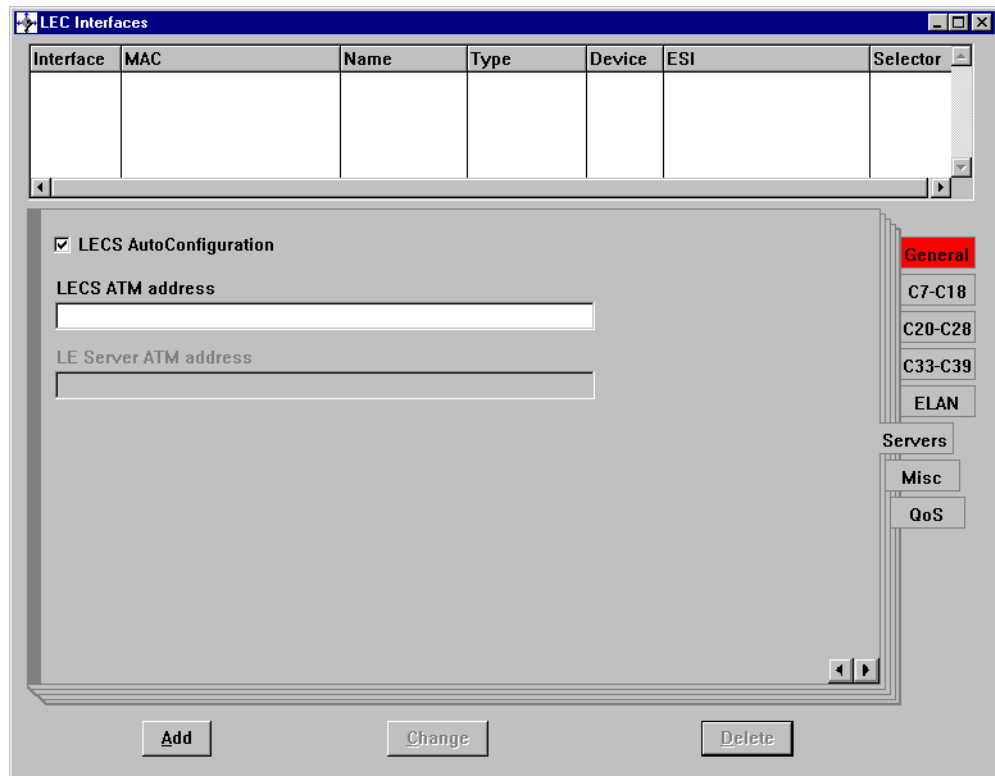 LEC Interfaces
Interface MAC Name Type Device ESI Selector
LECS AutoConfiguration
LECS ATM address
LE Server ATM address
General
C7-C18
C20-C28
C33-C39
ELAN
Servers
Misc
QoS
Add Change Delete